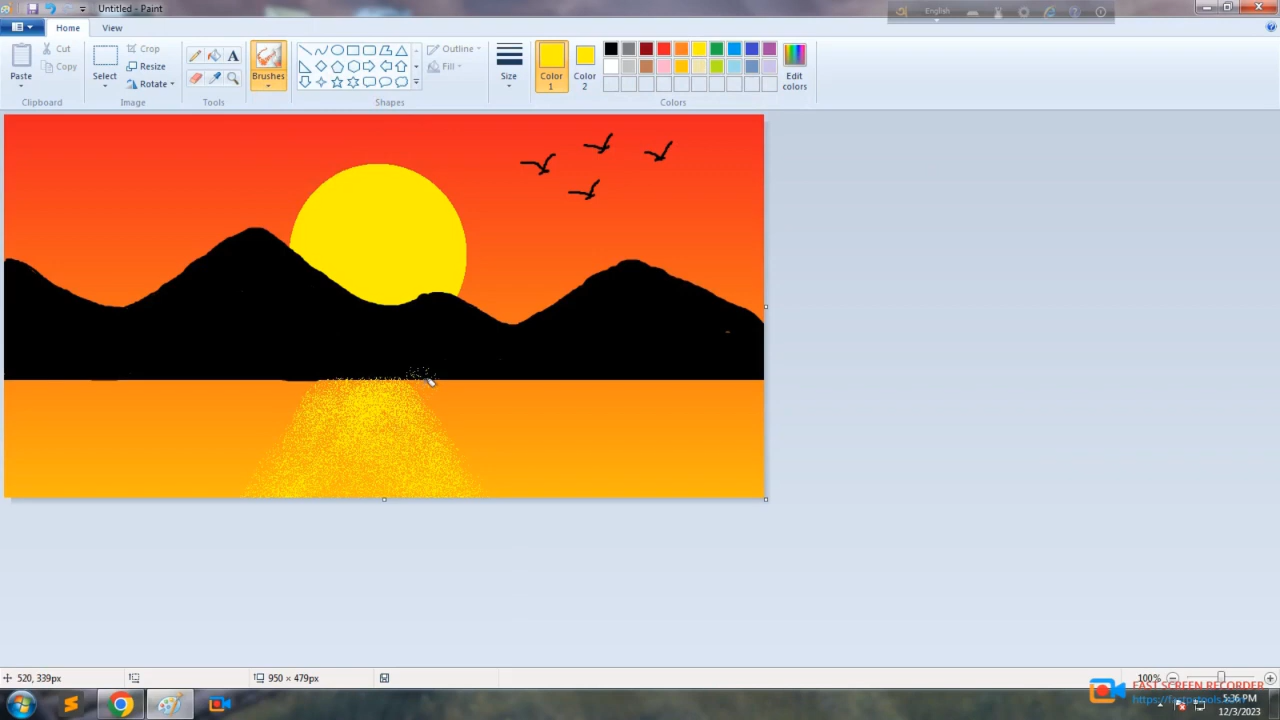 Untitled - Paint
English
Home
View
Paste
Cut
Copy
Clipboard
Select
Crop
Resize
Rotate
Image
A
Tools
Brushes
Outline
Fill
Shapes
Size
Color 1
Color 2
Edit colors
Colors
520, 339px
950 × 479px
100%
FAST SCREEN RECORDER
5:26 PM
12/3/2023